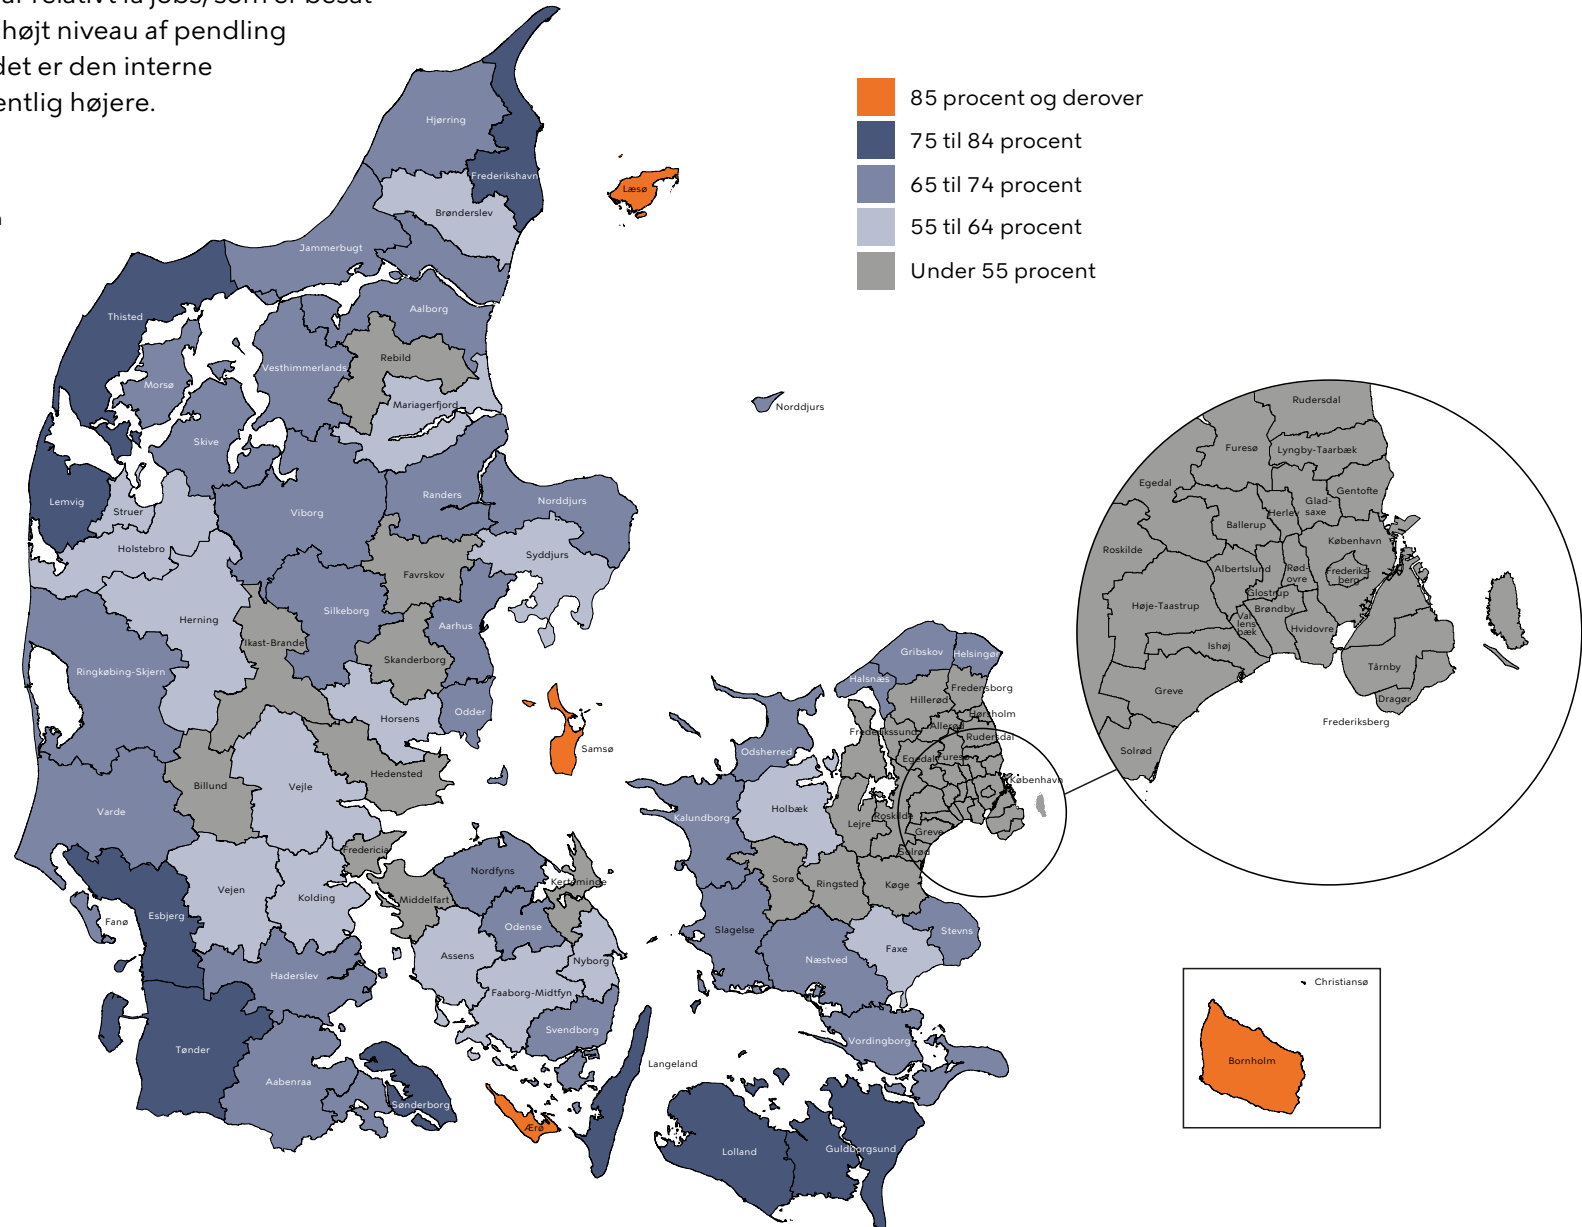 har relativt få jobs, som er besat
højt niveau af pendling
det er den interne
entlig højere.
85 procent og derover
75 til 84 procent
65 til 74 procent
55 til 64 procent
Under 55 procent
Hjørring
Frederikshavn
Læsø
Brønderslev
Jammerbugt
Thisted
Aalborg
Rebild
Vesthimmerlands
Morsø
Mariagerfjord
Norddjurs
Skive
Lemvig
Struer
Viborg
Randers
Norddjurs
Holstebro
Syddjurs
Favrskov
Herning
Silkeborg
Aarhus
Ikast-Brande
Skanderborg
Ringkøbing-Skjern
Horsens
Odder
Samsø
Hedensted
Billund
Vejle
Varde
Fredericia
Vejen
Kolding
Esbjerg
Fanø
Haderslev
Tønder
Aabenraa
Sønderborg
Nordfyns
Kerteminde
Middelfart
Odense
Assens
Nyborg
Faaborg-Midtfyn
Svendborg
Langeland
Ærø
Gribskov
Helsingør
Halsnæs
Fredensborg
Hillerød
Hørsholm
Allerød
Frederikssund
Rudersdal
Egedal
Furesø
København
Odsherred
Holbæk
Kalundborg
Lejre
Roskilde
Greve
Solrød
Sorø
Ringsted
Køge
Slagelse
Næstved
Faxe
Stevns
Vordingborg
Lolland
Guldborgsund
Rudersdal
Furesø
Lyngby-Taarbæk
Egedal
Gentofte
Glad-
saxe
Herlev
Ballerup
København
Roskilde
Albertslund
Rød-
ovre
Frederiks-
berg
Glostrup
Høje-Taastrup
Brøndby
Val-
lens
bæk
Hvidovre
Ishøj
Tårnby
Greve
Dragør
Frederiksberg
Solrød
Christiansø
Bornholm